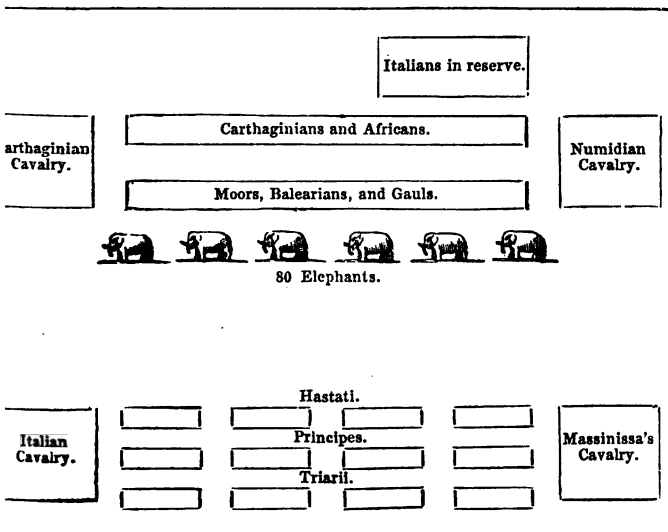 Italians in reserve.
Carthaginians and Africans.
arthaginian
Cavalry.
Numidian
Cavalry.
Moors, Balearians, and Gauls.
80 Elephants.
Hastati.
Italian
Cavalry.
Principes.
Massinissa's
Cavalry.
Triarii.